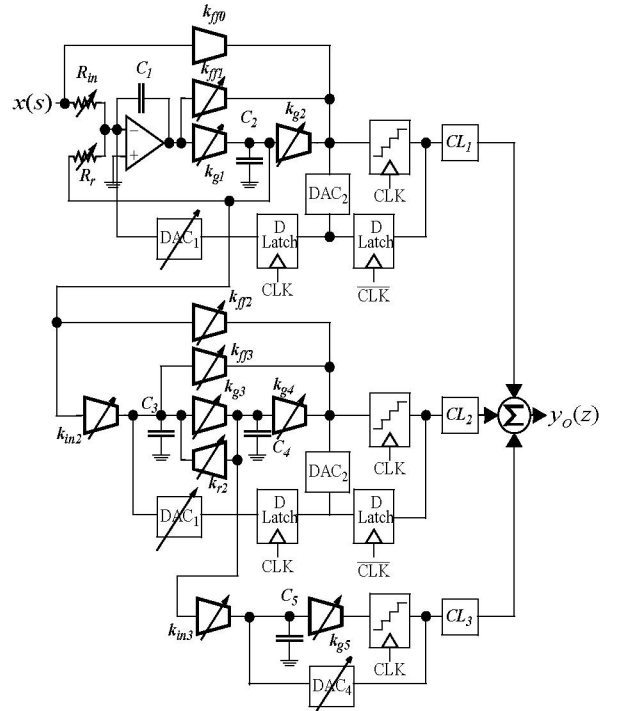 k_ff0
R_in
C_1
k_ff1
x(s)
C_2
k_g2
−
+
k_g1
R_r
CL_1
CLK
DAC_2
DAC_1
D
Latch
D
Latch
CLK
CLK
k_ff2
k_ff3
k_g3
k_g4
C_3
k_in2
C_4
k_r2
CL_2
Σ
y_o(z)
CLK
DAC_2
DAC_1
D
Latch
D
Latch
CLK
CLK
C_5
k_in3
k_g5
CL_3
CLK
DAC_4